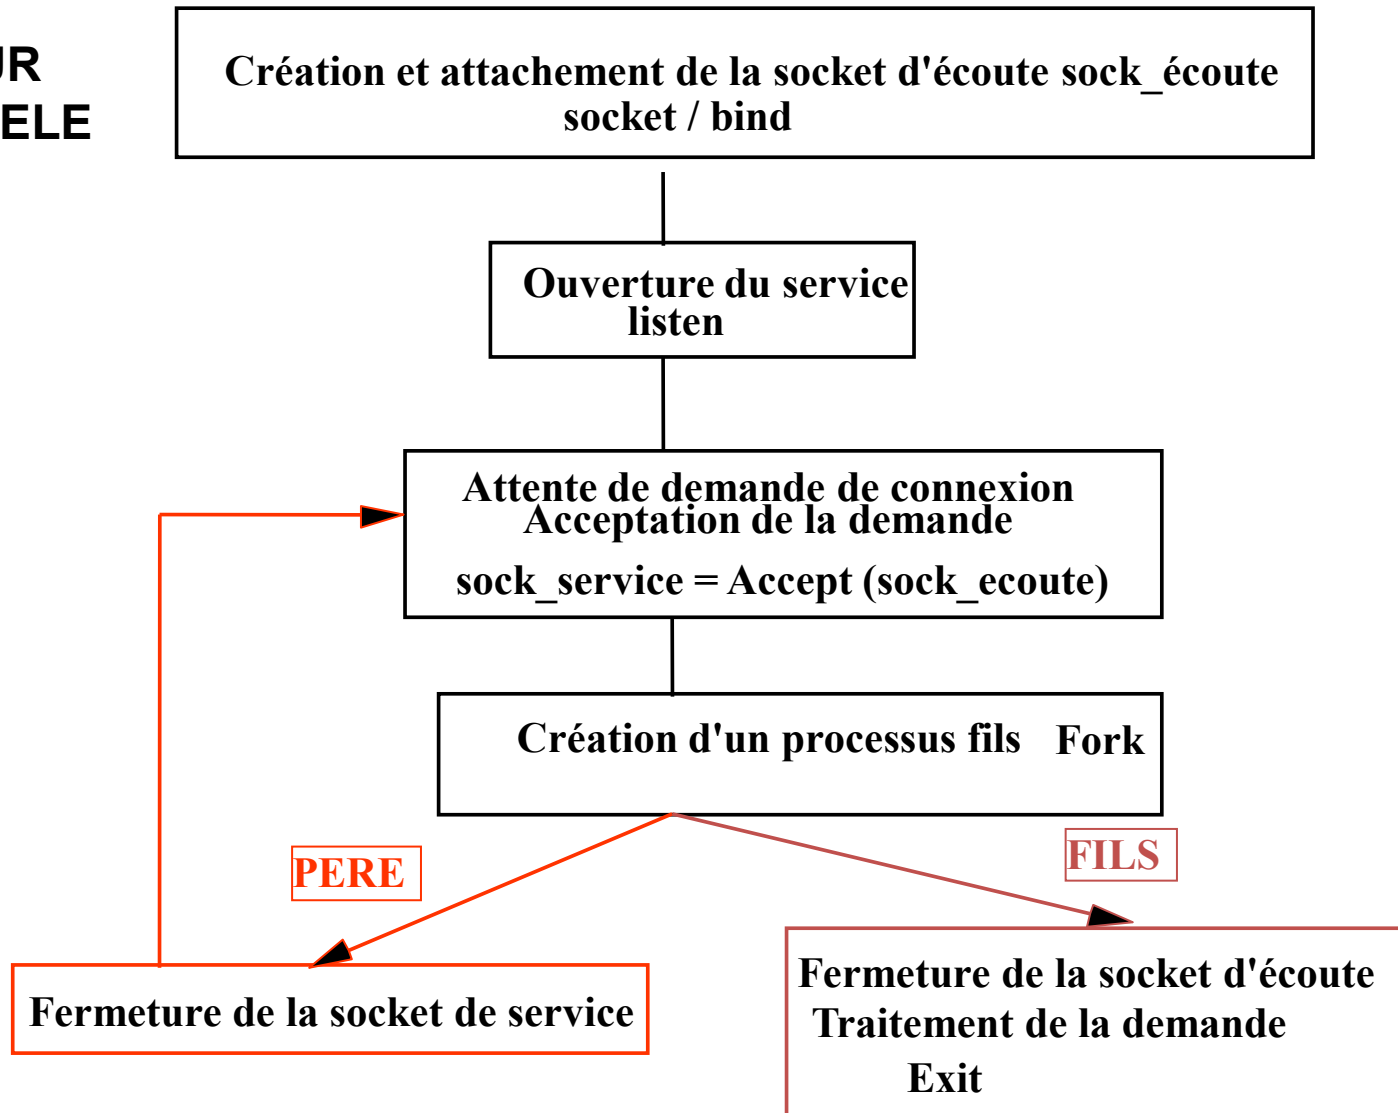 Création et attachement de la socket d'écoute sock_écoute
socket / bind
Ouverture du service
listen
Attente de demande de connexion
Acceptation de la demande
sock_service = Accept (sock_ecoute)
Création d'un processus fils Fork
PERE
FILS
Fermeture de la socket de service
Fermeture de la socket d'écoute
Traitement de la demande
Exit